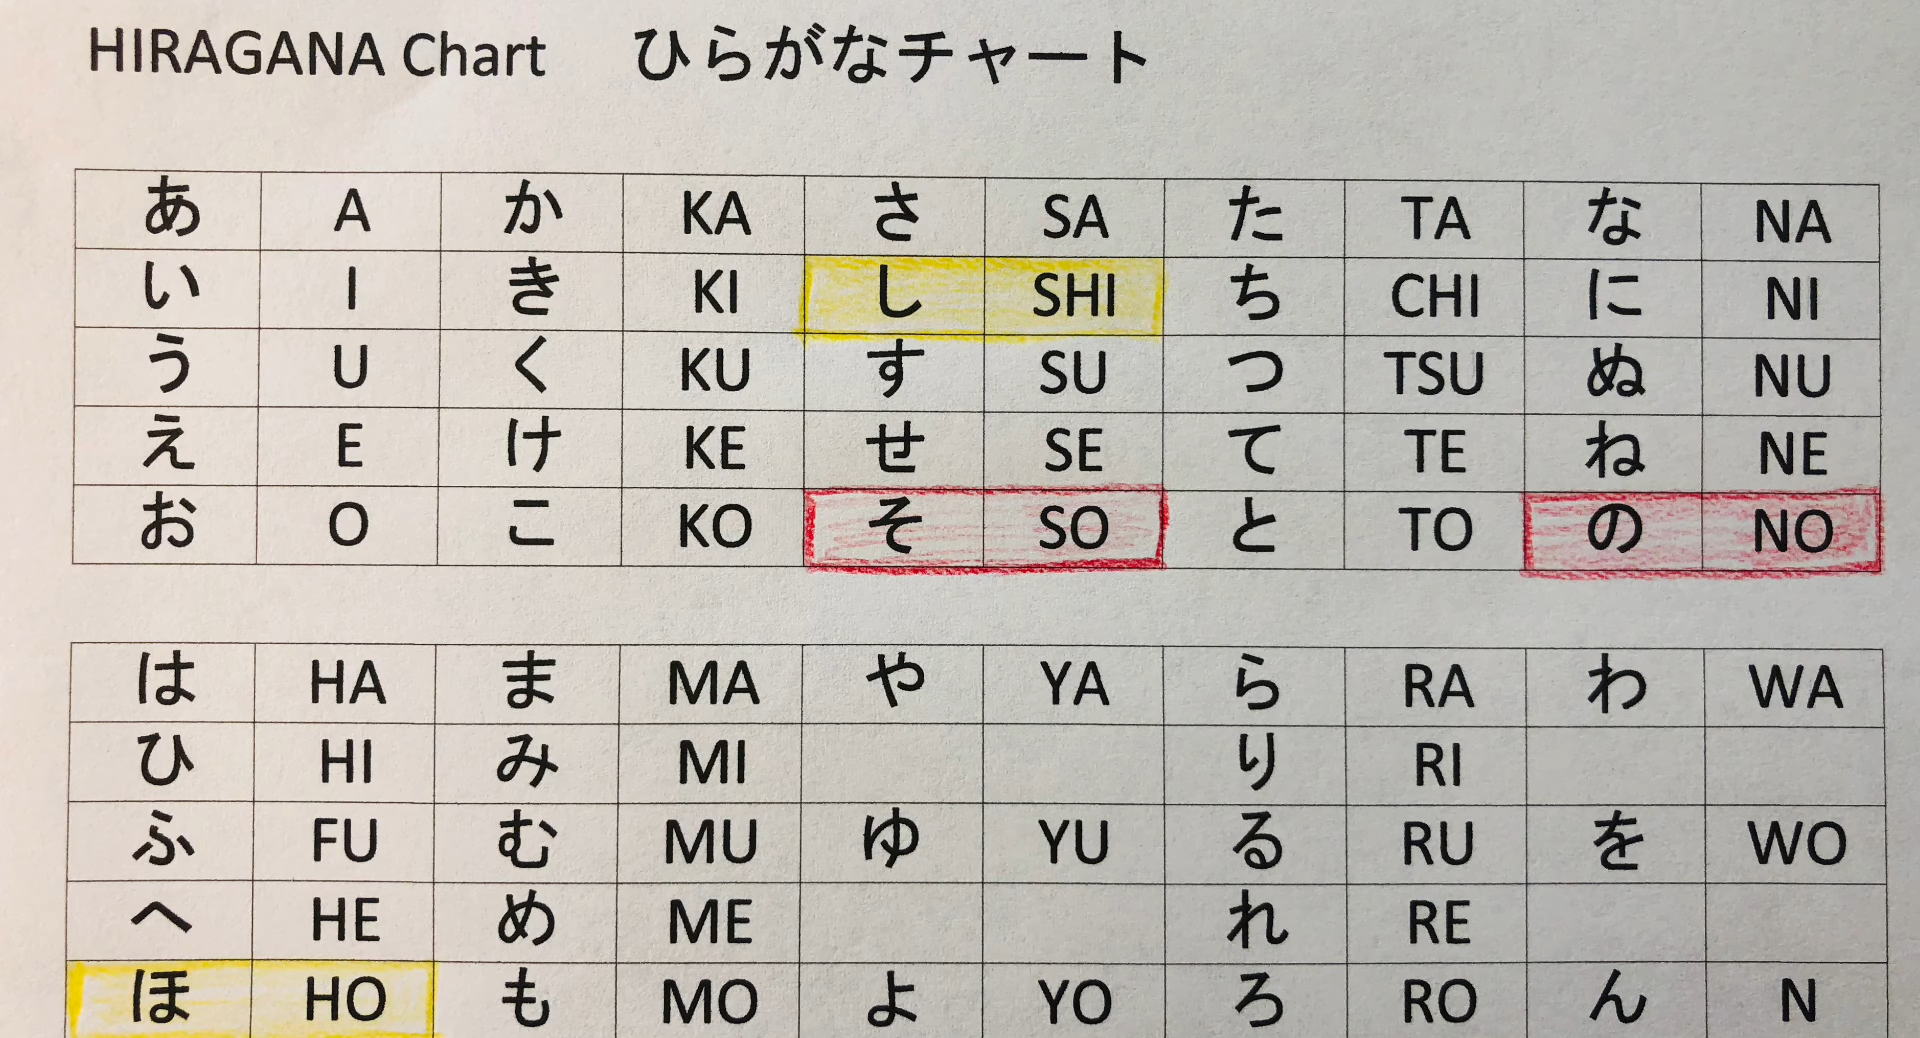 HIRAGANA Chart ひらがなチャート
あ A か KA さ SA た TA な NA
い I き KI し SHI ち CHI に NI
う U く KU す SU つ TSU ぬ NU
え E け KE せ SE て TE ね NE
お O こ KO そ SO と TO の NO
は HA ま MA や YA ら RA わ WA
ひ HI み MI り RI
ふ FU む MU ゆ YU る RU を WO
へ HE め ME れ RE
ほ HO も MO よ YO ろ RO ん N